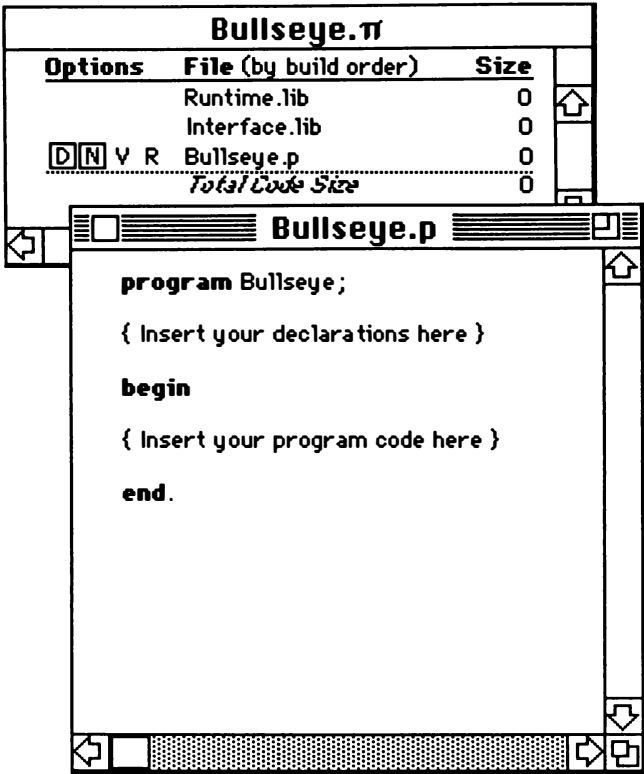 Bullseye.π
Options File (by build order) Size
Runtime.lib 0
Interface.lib 0
D N V R Bullseye.p 0
Total Code Size 0
Bullseye.p
program Bullseye;
{ Insert your declarations here }
begin
{ Insert your program code here }
end.